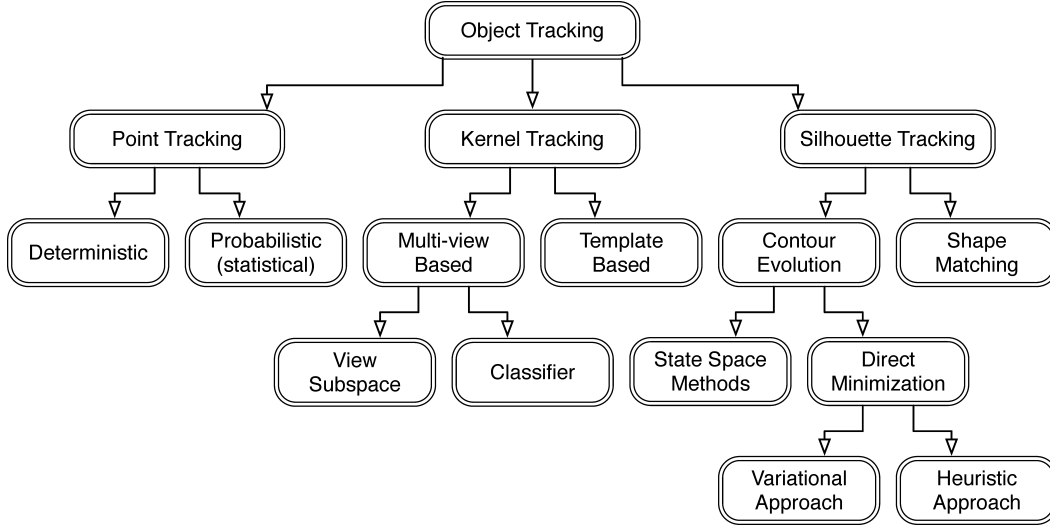 Object Tracking
Point Tracking
Kernel Tracking
Silhouette Tracking
Deterministic
Probabilistic
(statistical)
Multi-view
Based
Template
Based
Contour
Evolution
Shape
Matching
View
Subspace
Classifier
State Space
Methods
Direct
Minimization
Variational
Approach
Heuristic
Approach